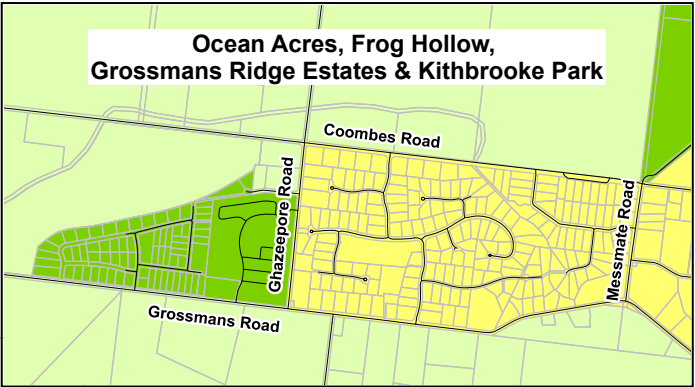 Ocean Acres, Frog Hollow,
Grossmans Ridge Estates & Kithbrooke Park
Coombes Road
Ghazeepore Road
Messmate Road
Grossmans Road